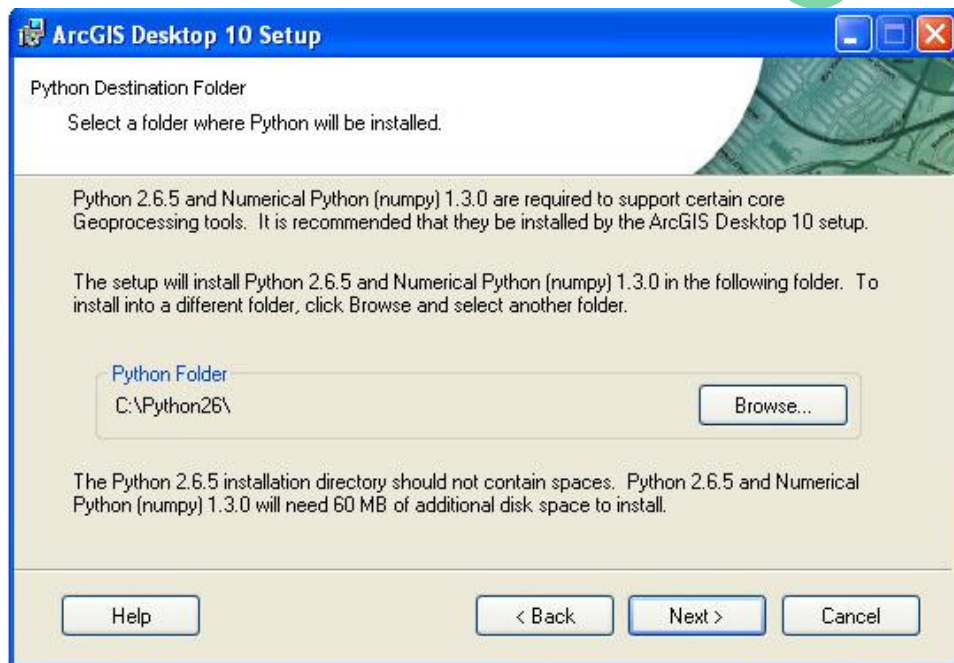 ArcGIS Desktop 10 Setup
Python Destination Folder
Select a folder where Python will be installed.
Python 2.6.5 and Numerical Python (numpy) 1.3.0 are required to support certain core
Geoprocessing tools. It is recommended that they be installed by the ArcGIS Desktop 10 setup.
The setup will install Python 2.6.5 and Numerical Python (numpy) 1.3.0 in the following folder. To
install into a different folder, click Browse and select another folder.
Python Folder
C:\Python26\
Browse...
The Python 2.6.5 installation directory should not contain spaces. Python 2.6.5 and Numerical
Python (numpy) 1.3.0 will need 60 MB of additional disk space to install.
Help
< Back
Next >
Cancel